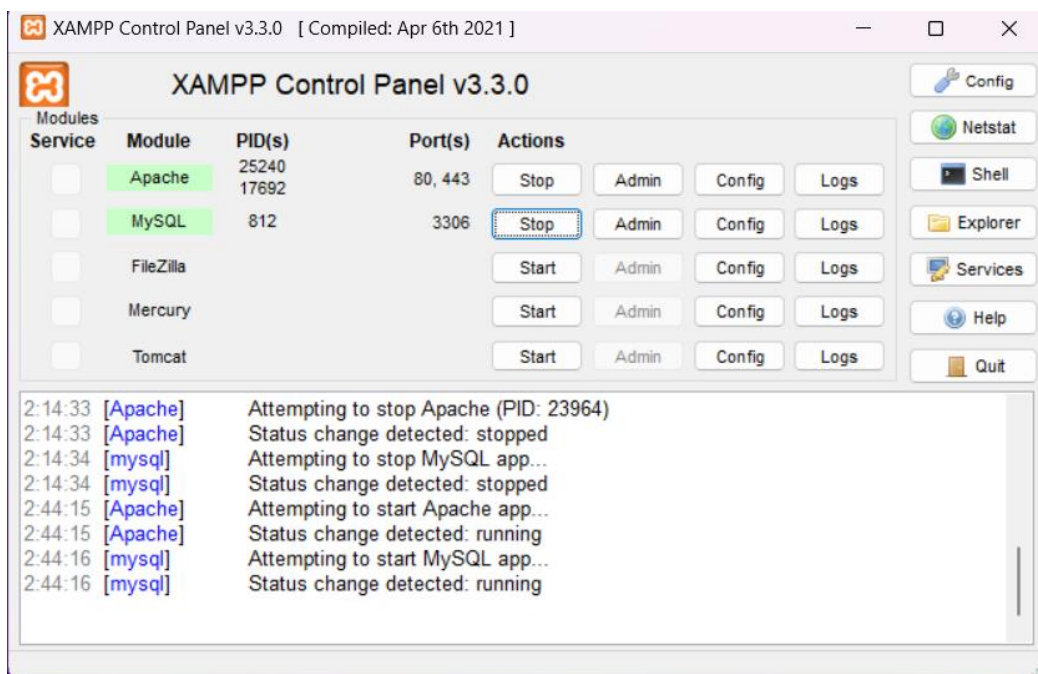 XAMPP Control Panel v3.3.0 [ Compiled: Apr 6th 2021 ]
XAMPP Control Panel v3.3.0
Config
Modules
Netstat
Service Module PID(s) Port(s) Actions
Apache 25240 17692 80, 443 Stop Admin Config Logs
Shell
MySQL 812 3306 Stop Admin Config Logs
Explorer
FileZilla Start Admin Config Logs
Services
Mercury Start Admin Config Logs
Help
Tomcat Start Admin Config Logs
Quit
2:14:33 [Apache] Attempting to stop Apache (PID: 23964)
2:14:33 [Apache] Status change detected: stopped
2:14:34 [mysql] Attempting to stop MySQL app...
2:14:34 [mysql] Status change detected: stopped
2:44:15 [Apache] Attempting to start Apache app...
2:44:15 [Apache] Status change detected: running
2:44:16 [mysql] Attempting to start MySQL app...
2:44:16 [mysql] Status change detected: running